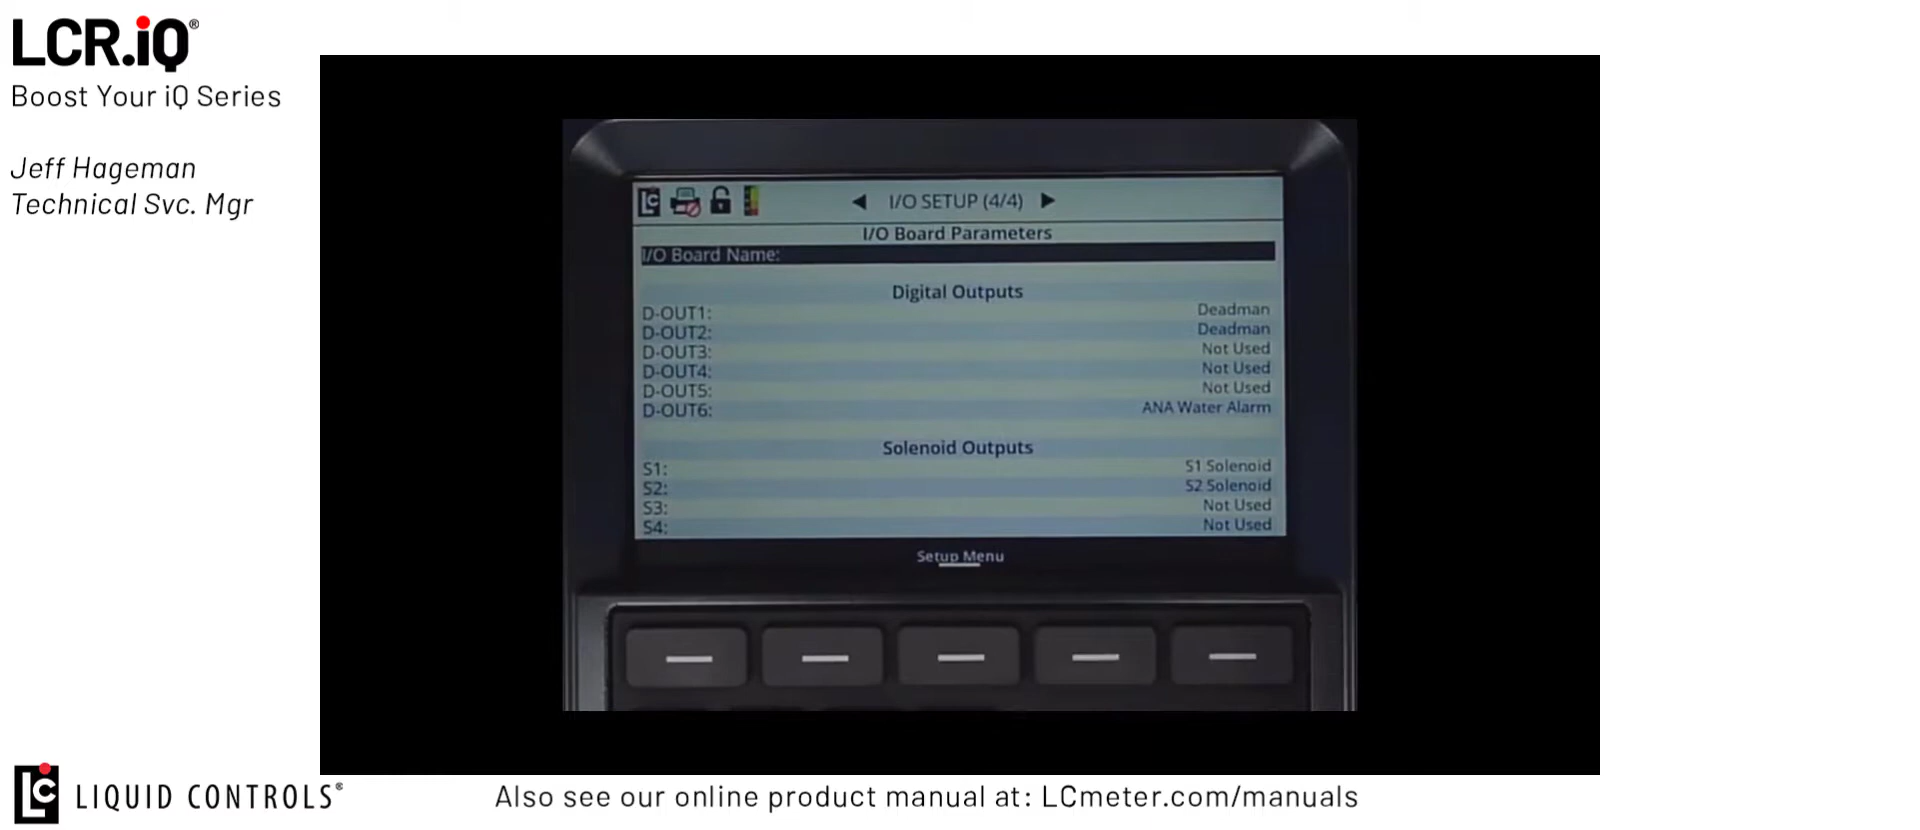 LCR.iQ®
Boost Your iQ Series
Jeff Hageman
Technical Svc. Mgr
LC
◀ I/O SETUP (4/4) ▶
I/O Board Parameters
I/O Board Name:
Digital Outputs
D-OUT1: Deadman
D-OUT2: Deadman
D-OUT3: Not Used
D-OUT4: Not Used
D-OUT5: Not Used
D-OUT6: ANA Water Alarm
Solenoid Outputs
S1: S1 Solenoid
S2: S2 Solenoid
S3: Not Used
S4: Not Used
Setup Menu
LC LIQUID CONTROLS®
Also see our online product manual at: LCmeter.com/manuals